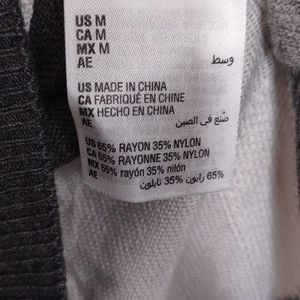 US M
CA M
MX M
AE وسط
US MADE IN CHINA
CA FABRIQUÉ EN CHINE
MX HECHO EN CHINA
AE صُنع في الصين
US 65% RAYON 35% NYLON
CA 65% RAYONNE 35% NYLON
MX 65% rayón 35% nilón
AE 65% رايون 35% نايلون